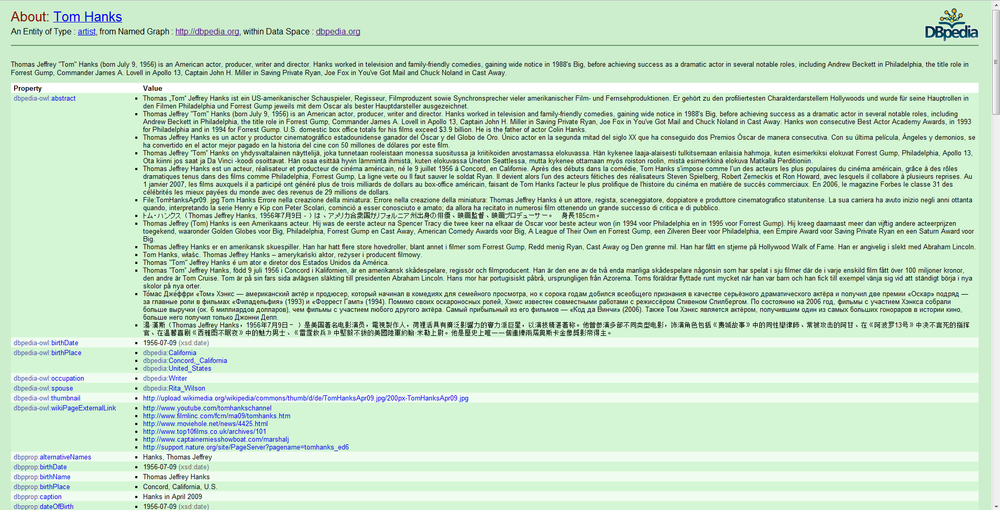 About: Tom Hanks
An Entity of Type : artist, from Named Graph : http://dbpedia.org, within Data Space : dbpedia.org
DBpedia
Thomas Jeffrey "Tom" Hanks (born July 9, 1956) is an American actor, producer, writer and director. Hanks worked in television and family-friendly comedies, gaining wide notice in 1988's Big, before achieving success as a dramatic actor in several notable roles, including Andrew Beckett in Philadelphia, the title role in
Forrest Gump, Commander James A. Lovell in Apollo 13, Captain John H. Miller in Saving Private Ryan, Joe Fox in You've Got Mail and Chuck Noland in Cast Away.
Property Value
dbpedia-owl:abstract
Thomas „Tom“ Jeffrey Hanks ist ein US-amerikanischer Schauspieler, Regisseur, Filmproduzent sowie Synchronsprecher vieler amerikanischer Film- und Fernsehproduktionen. Er gehört zu den profiliertesten Charakterdarstellern Hollywoods und wurde für seine Hauptrollen in
den Filmen Philadelphia und Forrest Gump jeweils mit dem Oscar als bester Hauptdarsteller ausgezeichnet.
Thomas Jeffrey "Tom" Hanks (born July 9, 1956) is an American actor, producer, writer and director. Hanks worked in television and family-friendly comedies, gaining wide notice in 1988's Big, before achieving success as a dramatic actor in several notable roles, including
Andrew Beckett in Philadelphia, the title role in Forrest Gump, Commander James A. Lovell in Apollo 13, Captain John H. Miller in Saving Private Ryan, Joe Fox in You've Got Mail and Chuck Noland in Cast Away. Hanks won consecutive Best Actor Academy Awards, in 1993
for Philadelphia and in 1994 for Forrest Gump. U.S. domestic box office totals for his films exceed $3.9 billion. He is the father of actor Colin Hanks.
Thomas Jeffrey Hanks es un actor y productor cinematográfico estadounidense ganador del Óscar y del Globo de Oro. Único actor en la segunda mitad del siglo XX que ha conseguido dos Premios Óscar de manera consecutiva. Con su última película, Ángeles y demonios, se
ha convertido en el actor mejor pagado en la historia del cine con 50 millones de dólares por este film.
Thomas Jeffrey ”Tom” Hanks on yhdysvaltalainen näyttelijä, joka tunnetaan rooleistaan monessa suositussa ja kriitikoiden arvostamassa elokuvassa. Hän kykenee laaja-alaisesti tulkitsemaan erilaisia hahmoja, kuten esimerkiksi elokuvat Forrest Gump, Philadelphia, Apollo 13,
Ota kiinni jos saat ja Da Vinci -koodi osoittavat. Hän osaa esittää hyvin lämmintä ihmistä, kuten elokuvassa Uneton Seattlessa, mutta kykenee ottamaan myös roiston roolin, mistä esimerkkinä elokuva Matkalla Perditioniin.
Thomas Jeffrey Hanks est un acteur, réalisateur et producteur de cinéma américain, né le 9 juillet 1956 à Concord, en Californie. Après des débuts dans la comédie, Tom Hanks s'impose comme l'un des acteurs les plus populaires du cinéma américain, grâce à des rôles
dramatiques tenus dans des films comme Philadelphia, Forrest Gump, La ligne verte ou Il faut sauver le soldat Ryan. Il devient alors l'un des acteurs fétiches des réalisateurs Steven Spielberg, Robert Zemeckis et Ron Howard, avec lesquels il collabore à plusieurs reprises. Au
1 janvier 2007, les films auxquels il a participé ont généré plus de trois milliards de dollars au box-office américain, faisant de Tom Hanks l'acteur le plus prolifique de l'histoire du cinéma en matière de succès commerciaux. En 2006, le magazine Forbes le classe 31 des
célébrités les mieux payées du monde avec des revenus de 29 millions de dollars.
File:TomHanksApr09. jpg Tom Hanks Errore nella creazione della miniatura: Errore nella creazione della miniatura: Thomas Jeffrey Hanks è un attore, regista, sceneggiatore, doppiatore e produttore cinematografico statunitense. La sua carriera ha avuto inizio negli anni ottanta
quando, interpretando la serie Henry e Kip con Peter Scolari, cominciò a esser conosciuto e amato; da allora ha recitato in numerosi film ottenendo un grande successo di critica e di pubblico.
トム・ハンクス（Thomas Jeffrey Hanks, 1956年7月9日 - ）は、アメリカ合衆国カリフォルニア州出身の俳優、映画監督、映画プロデューサー。 身長185cm。
Thomas Jeffrey (Tom) Hanks is een Amerikaans acteur. Hij was de eerste acteur na Spencer Tracy die twee keer na elkaar de Oscar voor beste acteur won (in 1994 voor Philadelphia en in 1995 voor Forrest Gump). Hij kreeg daarnaast meer dan vijftig andere acteerprijzen
toegekend, waaronder Golden Globes voor Big, Philadelphia, Forrest Gump en Cast Away, American Comedy Awards voor Big, A League of Their Own en Forrest Gump, een Zilveren Beer voor Philadelphia, een Empire Award voor Saving Private Ryan en een Saturn Award voor
Big.
Thomas Jeffrey Hanks er en amerikansk skuespiller. Han har hatt flere store hovedroller, blant annet i filmer som Forrest Gump, Redd menig Ryan, Cast Away og Den grønne mil. Han har fått en stjerne på Hollywood Walk of Fame. Han er angivelig i slekt med Abraham Lincoln.
Tom Hanks, właśc. Thomas Jeffrey Hanks – amerykański aktor, reżyser i producent filmowy.
Thomas "Tom" Jeffrey Hanks é um ator e diretor dos Estados Unidos da América.
Thomas ”Tom” Jeffrey Hanks, född 9 juli 1956 i Concord i Kalifornien, är en amerikansk skådespelare, regissör och filmproducent. Han är den ene av de två enda manliga skådespelare någonsin som har spelat i sju filmer där de i varje enskild film fått över 100 miljoner kronor,
den andre är Tom Cruise. Tom är på sin fars sida avlägsen släkting till presidenten Abraham Lincoln. Hans mor har portugisiskt påbrå, ursprungligen från Azorerna. Toms föräldrar flyttade runt mycket när han var barn och han fick till exempel vänja sig vid att ständigt börja i nya
skolor på nya orter.
То́мас Дже́ффри «Том» Хэнкс — американский актёр и продюсер, который начинал в комедиях для семейного просмотра, но к сорока годам добился всеобщего признания в качестве серьёзного драматического актёра и получил две премии «Оскар» подряд —
за главные роли в фильмах «Филадельфия» (1993) и «Форрест Гамп» (1994). Помимо своих оскароносных ролей, Хэнкс известен совместными работами с режиссёром Стивеном Спилбергом. По состоянию на 2006 год, фильмы с участием Хэнкса собрали
больше выручки (ок. 6 миллиардов долларов), чем фильмы с участием любого другого актёра. Самый прибыльный из его фильмов — «Код да Винчи» (2006). Также Том Хэнкс является актёром, получившим один из самых больших гонораров в истории кино,
больше него получил только Джонни Депп.
湯·漢斯（Thomas Jeffrey Hanks，1956年7月9日－ ）是美国著名电影演员，電視製作人，荷裡活具有廣泛影響力的實力派巨星，以演技精湛著称。他曾参演多部不同类型电影，饰演角色包括《费城故事》中的同性戀律師、常被攻击的阿甘、在《阿波罗13号》中决不言死的指挥
官、在温馨喜剧《西雅图不眠夜》中的魅力男士、《雷霆救兵》中堅毅不拔的美國陸軍約翰·米勒上尉。他是歷史上唯一一個連續兩屆奧斯卡金像獎影帝得主。
dbpedia-owl:birthDate 1956-07-09 (xsd:date)
dbpedia-owl:birthPlace dbpedia:California
dbpedia:Concord,_California
dbpedia:United_States
dbpedia-owl:occupation dbpedia:Writer
dbpedia-owl:spouse dbpedia:Rita_Wilson
dbpedia-owl:thumbnail http://upload.wikimedia.org/wikipedia/commons/thumb/d/de/TomHanksApr09.jpg/200px-TomHanksApr09.jpg
dbpedia-owl:wikiPageExternalLink http://www.youtube.com/tomhankschannel
http://www.filmlinc.com/fcm/ma09/tomhanks.htm
http://www.moviehole.net/news/4425.html
http://www.top10films.co.uk/archives/101
http://www.captainerniesshowboat.com/marshalj
http://support.nature.org/site/PageServer?pagename=tomhanks_ed6
dbpprop:alternativeNames Hanks, Thomas Jeffrey
dbpprop:birthDate 1956-07-09 (xsd:date)
dbpprop:birthName Thomas Jeffrey Hanks
dbpprop:birthPlace Concord, California, U.S.
dbpprop:caption Hanks in April 2009
dbpprop:dateOfBirth 1956-07-09 (xsd:date)